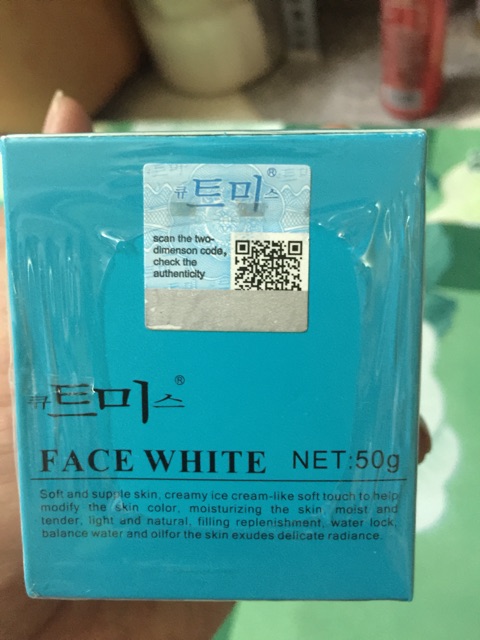 큐트미스®
scan the two-
dimenson code,
check the
authenticity
큐트미스®
FACE WHITE NET:50g
Soft and supple skin, creamy ice cream-like soft touch to help
modify the skin color, moisturizing the skin, moist and
tender, light and natural, filling replenishment, water lock,
balance water and oilfor the skin exudes delicate radiance.